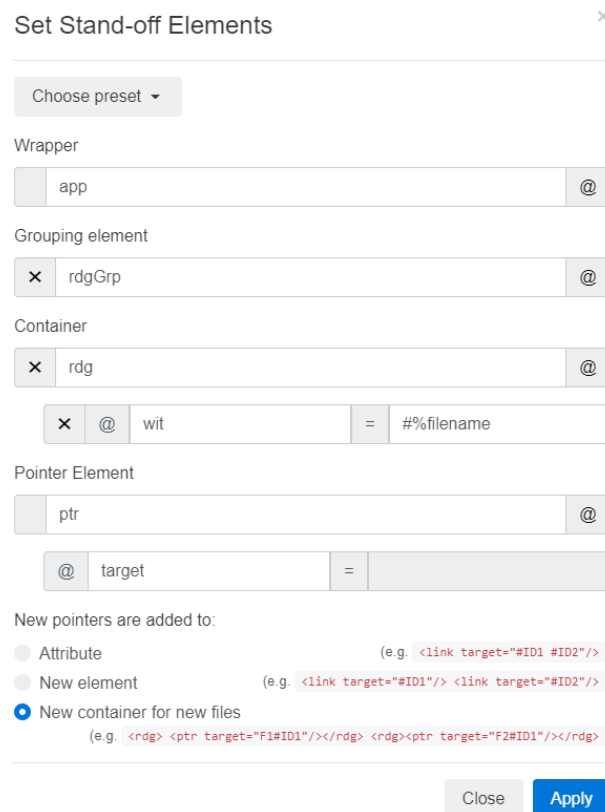 Set Stand-off Elements ×
Choose preset
Wrapper
app @
Grouping element
✕ rdgGrp @
Container
✕ rdg @
✕ @ wit = #%filename
Pointer Element
ptr @
@ target =
New pointers are added to:
Attribute (e.g. <link target="#ID1 #ID2"/>
New element (e.g. <link target="#ID1"/> <link target="#ID2"/>
New container for new files
(e.g. <rdg> <ptr target="F1#ID1"/></rdg> <rdg><ptr target="F2#ID1"/></rdg>
Close Apply